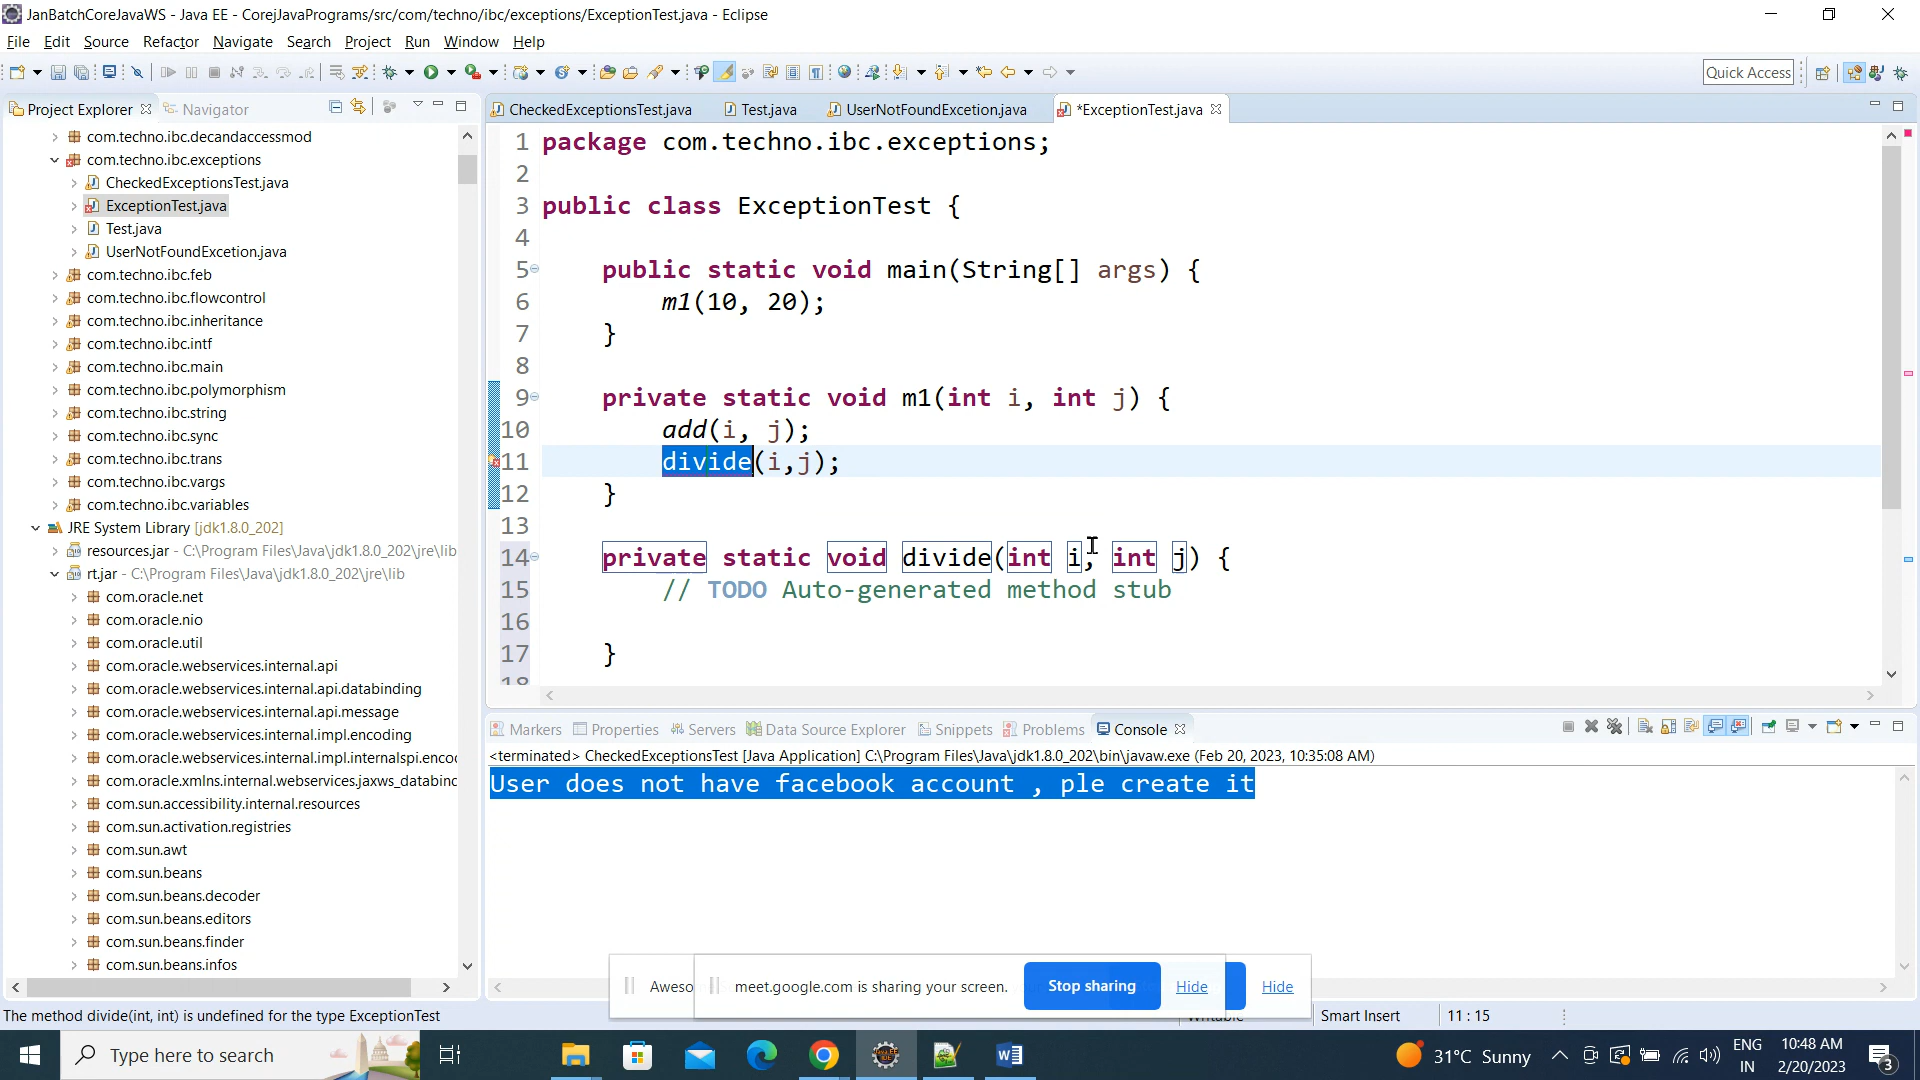 JanBatchCoreJavaWS - Java EE - CorejJavaPrograms/src/com/techno/ibc/exceptions/ExceptionTest.java - Eclipse
File Edit Source Refactor Navigate Search Project Run Window Help
Quick Access
Project Explorer Navigator
com.techno.ibc.decandaccessmod
com.techno.ibc.exceptions
CheckedExceptionsTest.java
ExceptionTest.java
Test.java
UserNotFoundExcetion.java
com.techno.ibc.feb
com.techno.ibc.flowcontrol
com.techno.ibc.inheritance
com.techno.ibc.intf
com.techno.ibc.main
com.techno.ibc.polymorphism
com.techno.ibc.string
com.techno.ibc.sync
com.techno.ibc.trans
com.techno.ibc.vargs
com.techno.ibc.variables
JRE System Library [jdk1.8.0_202]
resources.jar - C:\Program Files\Java\jdk1.8.0_202\jre\lib
rt.jar - C:\Program Files\Java\jdk1.8.0_202\jre\lib
com.oracle.net
com.oracle.nio
com.oracle.util
com.oracle.webservices.internal.api
com.oracle.webservices.internal.api.databinding
com.oracle.webservices.internal.api.message
com.oracle.webservices.internal.impl.encoding
com.oracle.webservices.internal.impl.internalspi.enco
com.oracle.xmlns.internal.webservices.jaxws_databinc
com.sun.accessibility.internal.resources
com.sun.activation.registries
com.sun.awt
com.sun.beans
com.sun.beans.decoder
com.sun.beans.editors
com.sun.beans.finder
com.sun.beans.infos
CheckedExceptionsTest.java Test.java UserNotFoundExcetion.java *ExceptionTest.java
1 package com.techno.ibc.exceptions;
2
3 public class ExceptionTest {
4
5 public static void main(String[] args) {
6 m1(10, 20);
7 }
8
9 private static void m1(int i, int j) {
10 add(i, j);
11 divide(i,j);
12 }
13
14 private static void divide(int i, int j) {
15 // TODO Auto-generated method stub
16
17 }
18
Markers Properties Servers Data Source Explorer Snippets Problems Console
<terminated> CheckedExceptionsTest [Java Application] C:\Program Files\Java\jdk1.8.0_202\bin\javaw.exe (Feb 20, 2023, 10:35:08 AM)
User does not have facebook account , ple create it
meet.google.com is sharing your screen. Stop sharing Hide Hide
The method divide(int, int) is undefined for the type ExceptionTest
Writable Smart Insert 11 : 15
Type here to search
31°C Sunny
ENG
IN
10:48 AM
2/20/2023
3